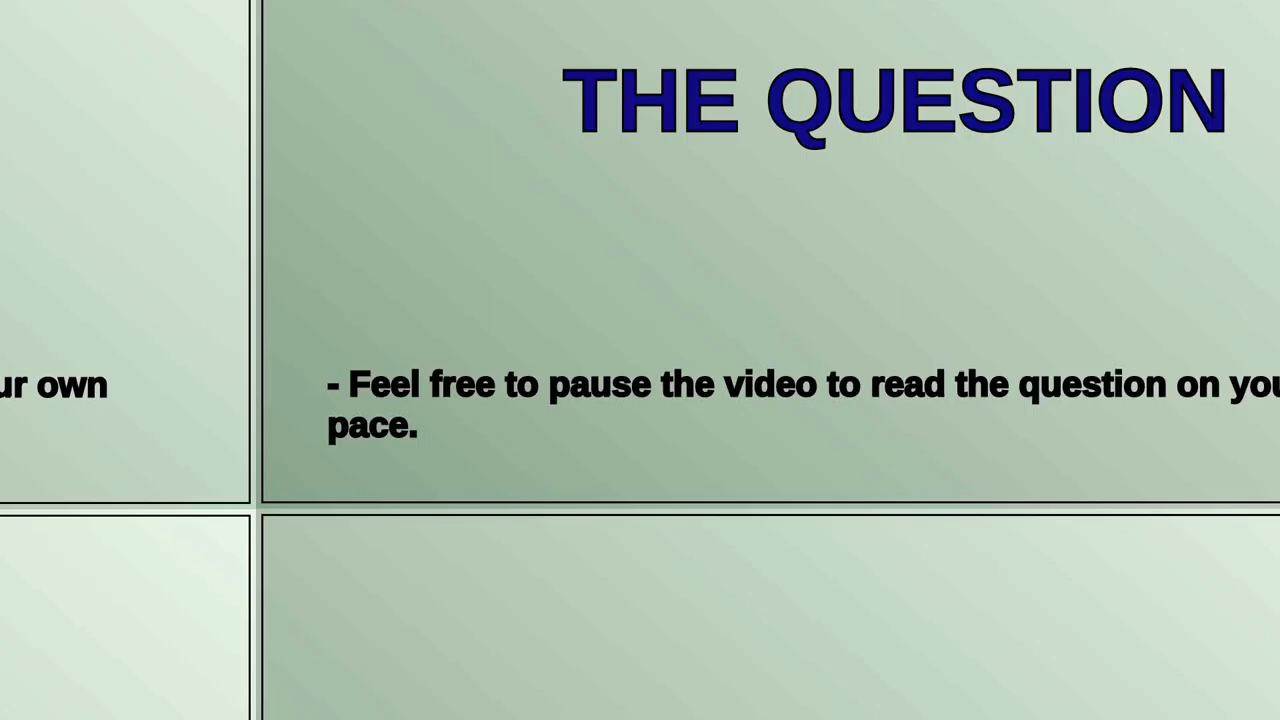 THE QUESTION
ur own
- Feel free to pause the video to read the question on you
pace.